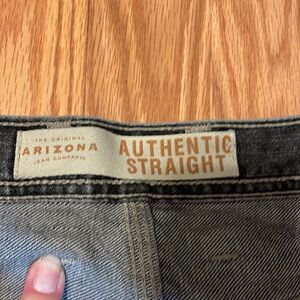 THE ORIGINAL
ARIZONA
JEAN COMPANY
AUTHENTIC
STRAIGHT